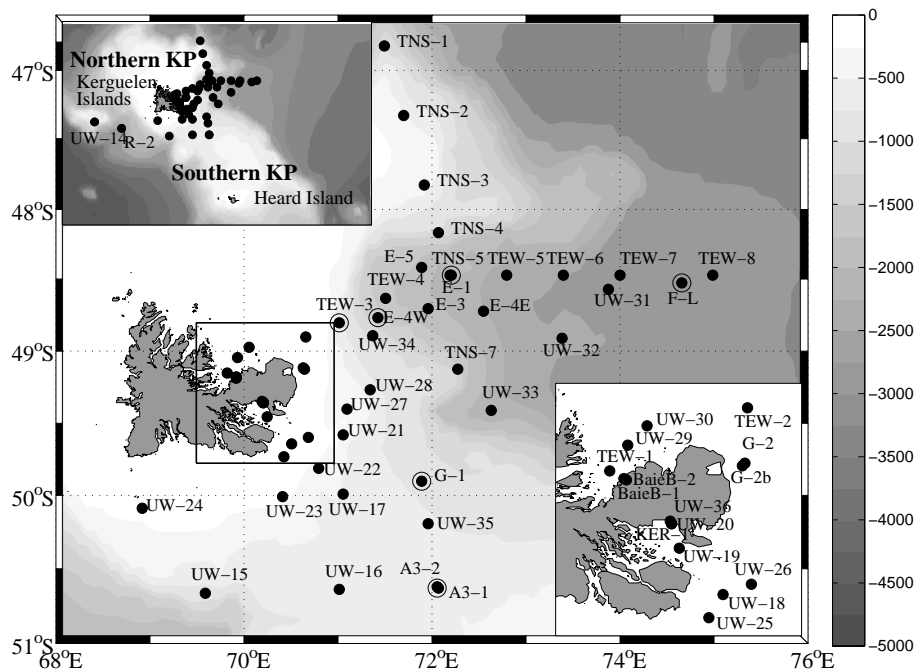 47°S
48°S
49°S
50°S
51°S
68°E
70°E
72°E
74°E
76°E
0
−500
−1000
−1500
−2000
−2500
−3000
−3500
−4000
−4500
−5000
Northern KP
Kerguelen
Islands
UW−14
R−2
Southern KP
Heard Island
TNS−1
TNS−2
TNS−3
TNS−4
E−5
TNS−5
TEW−5
TEW−6
TEW−7
TEW−8
E−1
TEW−4
UW−31
F−L
TEW−3
E−4W
E−3
E−4E
UW−34
UW−32
TNS−7
UW−28
UW−33
UW−27
UW−21
UW−22
G−1
UW−24
UW−23
UW−17
UW−35
UW−15
UW−16
A3−2
A3−1
UW−30
TEW−2
UW−29
G−2
TEW−1
G−2b
BaieB−2
BaieB−1
UW−36
UW−20
UW−19
UW−26
UW−18
UW−25